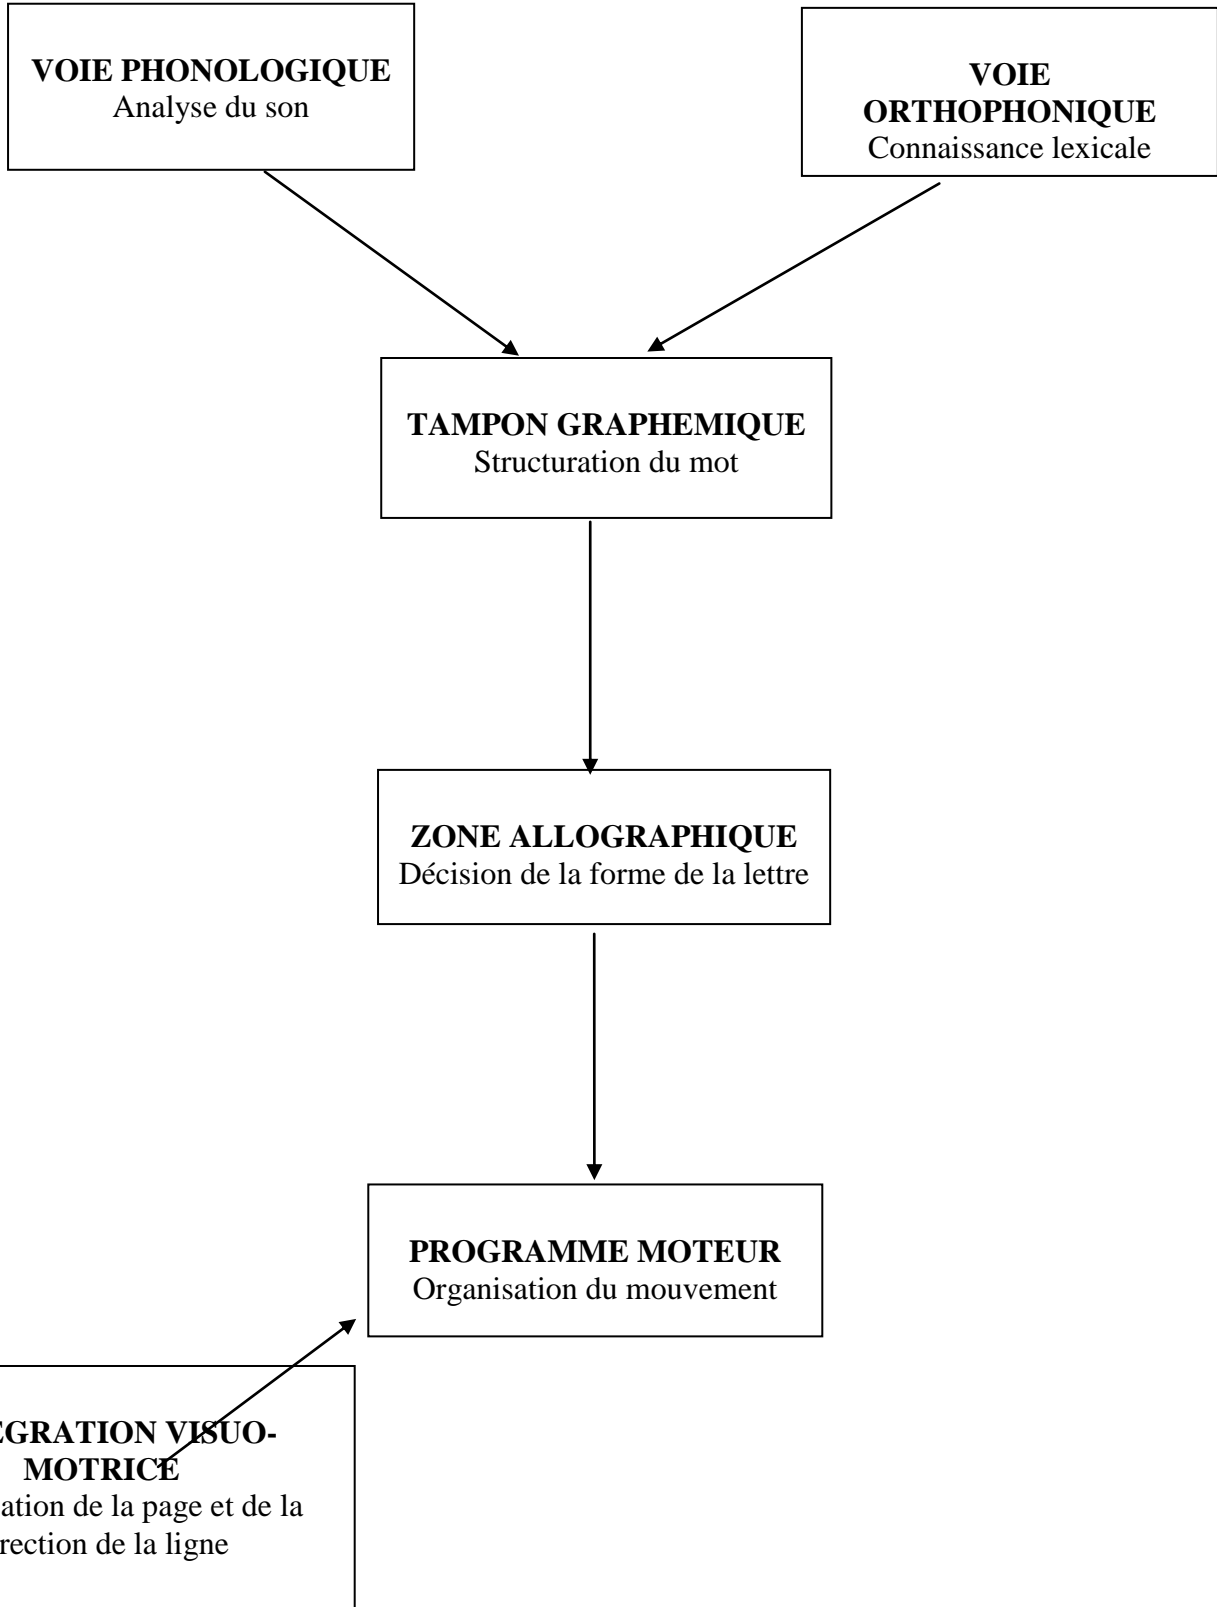 VOIE PHONOLOGIQUE
Analyse du son
VOIE
ORTHOPHONIQUE
Connaissance lexicale
TAMPON GRAPHEMIQUE
Structuration du mot
ZONE ALLOGRAPHIQUE
Décision de la forme de la lettre
PROGRAMME MOTEUR
Organisation du mouvement
EGRATION VISUO-
MOTRICE
ation de la page et de la
rection de la ligne